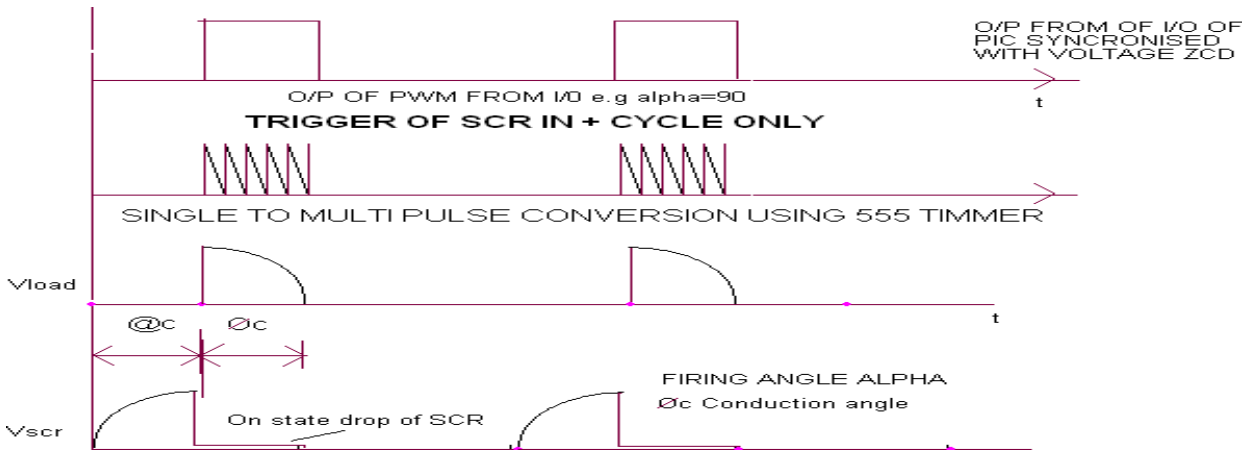 O/P FROM OF I/O OF
PIC SYNCRONISED
WITH VOLTAGE ZCD
O/P OF PWM FROM I/0 e.g alpha=90
t
TRIGGER OF SCR IN + CYCLE ONLY
SINGLE TO MULTI PULSE CONVERSION USING 555 TIMMER
Vload
t
@c
Øc
FIRING ANGLE ALPHA
Øc Conduction angle
On state drop of SCR
Vscr